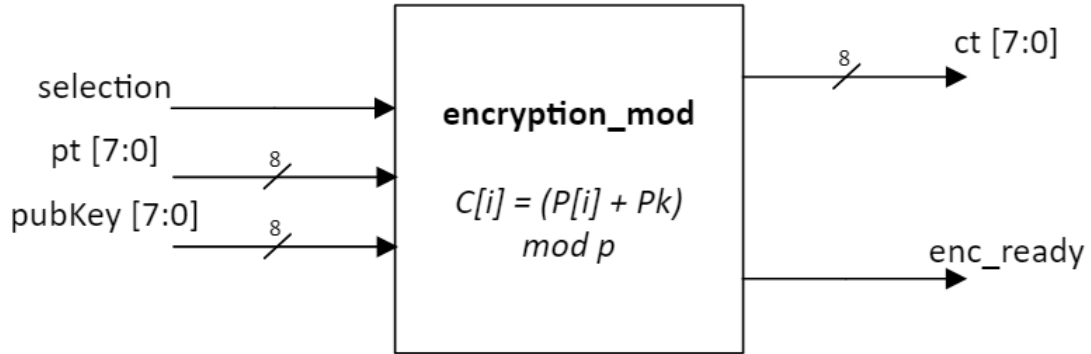 selection
pt [7:0]
8
pubKey [7:0]
8
encryption_mod
C[i] = (P[i] + Pk)
mod p
8
ct [7:0]
enc_ready